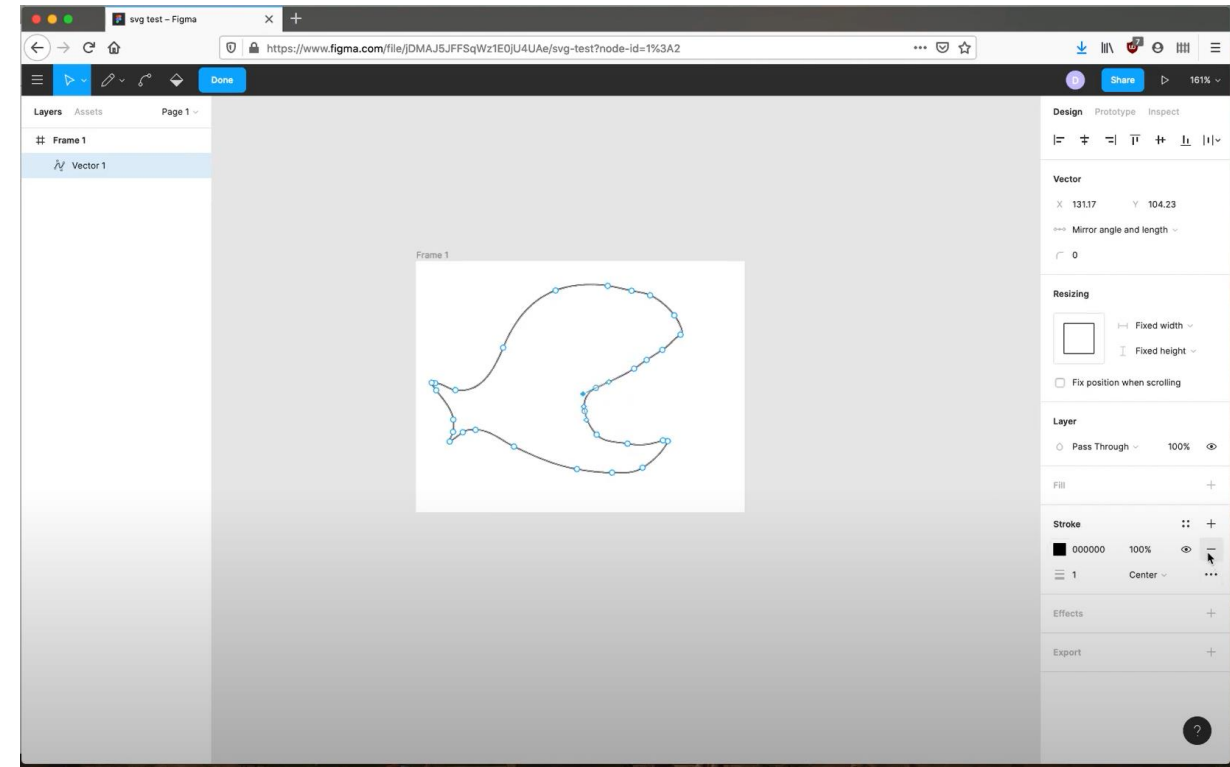 svg test – Figma
https://www.figma.com/file/jDMAJ5JFFSqWz1E0jU4UAe/svg-test?node-id=1%3A2
7
Done
D
Share
161%
Layers Assets Page 1
Design Prototype Inspect
Frame 1
Vector 1
Vector
X 131.17 Y 104.23
Mirror angle and length
0
Frame 1
Resizing
Fixed width
Fixed height
Fix position when scrolling
Layer
Pass Through 100%
Fill
Stroke
000000 100%
1 Center
Effects
Export
?